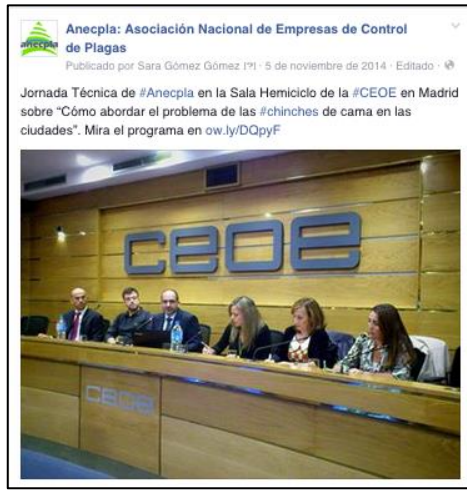 anecpla
Anecpla: Asociación Nacional de Empresas de Control
de Plagas
Publicado por Sara Gómez Gómez [?] · 5 de noviembre de 2014 · Editado ·
Jornada Técnica de #Anecpla en la Sala Hemiciclo de la #CEOE en Madrid
sobre "Cómo abordar el problema de las #chinches de cama en las
ciudades". Mira el programa en ow.ly/DQpyF
ceoe
ceoe